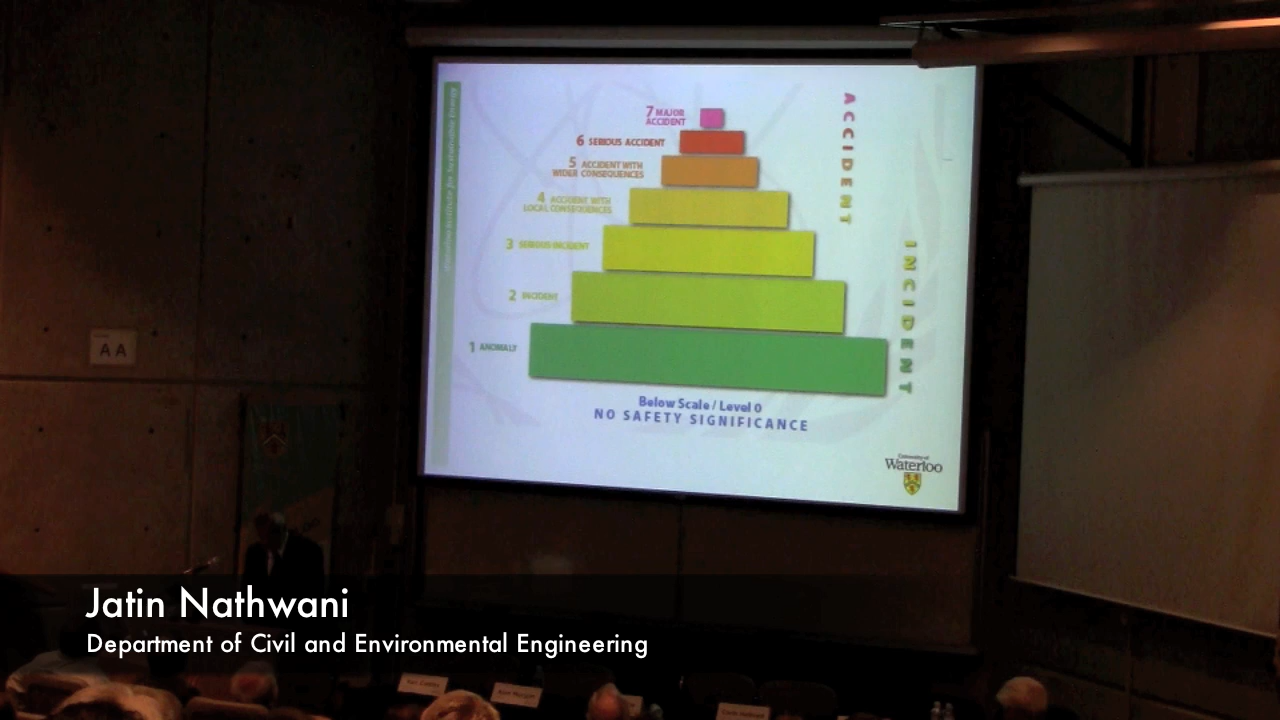 7 MAJOR
ACCIDENT
6 SERIOUS ACCIDENT
5 ACCIDENT WITH
WIDER CONSEQUENCES
4 ACCIDENT WITH
LOCAL CONSEQUENCES
3 SERIOUS INCIDENT
2 INCIDENT
1 ANOMALY
ACCIDENT
INCIDENT
Below Scale / Level 0
NO SAFETY SIGNIFICANCE
University of
Waterloo
AA
Jatin Nathwani
Department of Civil and Environmental Engineering